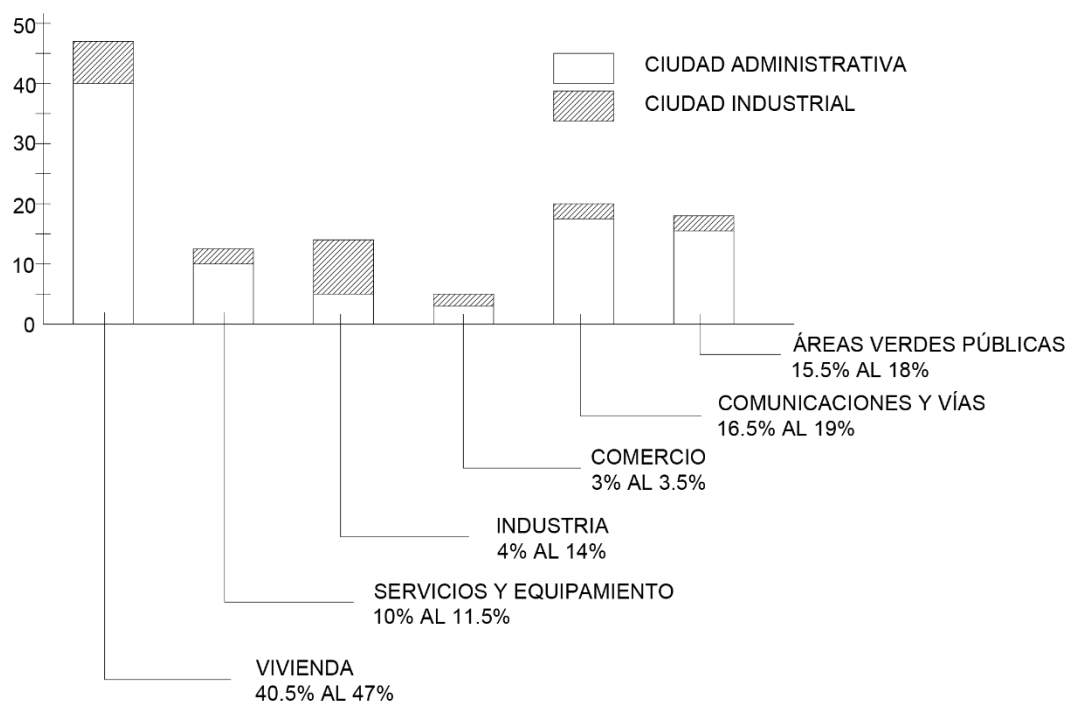 50
40
30
20
10
0
CIUDAD ADMINISTRATIVA
CIUDAD INDUSTRIAL
ÁREAS VERDES PÚBLICAS
15.5% AL 18%
COMUNICACIONES Y VÍAS
16.5% AL 19%
COMERCIO
3% AL 3.5%
INDUSTRIA
4% AL 14%
SERVICIOS Y EQUIPAMIENTO
10% AL 11.5%
VIVIENDA
40.5% AL 47%